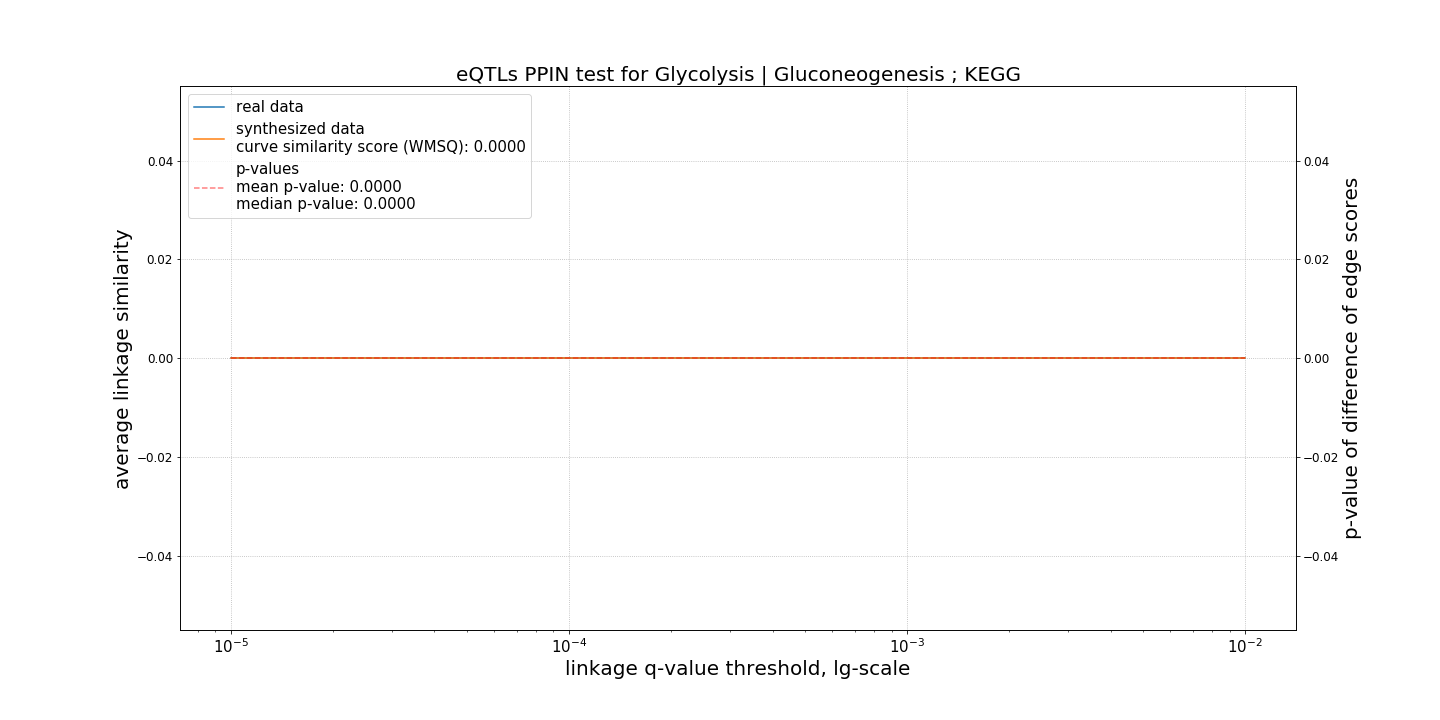 eQTLs PPIN test for Glycolysis | Gluconeogenesis ; KEGG
real data
synthesized data
curve similarity score (WMSQ): 0.0000
p-values
mean p-value: 0.0000
median p-value: 0.0000
average linkage similarity
0.04
0.02
0.00
−0.02
−0.04
0.04
0.02
0.00
−0.02
−0.04
p-value of difference of edge scores
10⁻⁵ 10⁻⁴ 10⁻³ 10⁻²
linkage q-value threshold, lg-scale